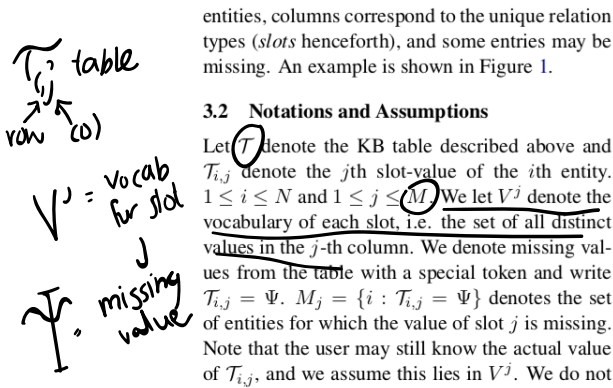 entities, columns correspond to the unique relation
types (slots henceforth), and some entries may be
missing. An example is shown in Figure 1.
3.2 Notations and Assumptions
Let 𝒯 denote the KB table described above and
𝒯i,j denote the jth slot-value of the ith entity.
1 ≤ i ≤ N and 1 ≤ j ≤ M. We let V^j denote the
vocabulary of each slot, i.e. the set of all distinct
values in the j-th column. We denote missing val-
ues from the table with a special token and write
𝒯i,j = Ψ. Mj = {i : 𝒯i,j = Ψ} denotes the set
of entities for which the value of slot j is missing.
Note that the user may still know the actual value
of 𝒯i,j, and we assume this lies in V^j. We do not
𝒯i,j table
row col
V^j = vocab
for slot
j
Ψ = missing
value